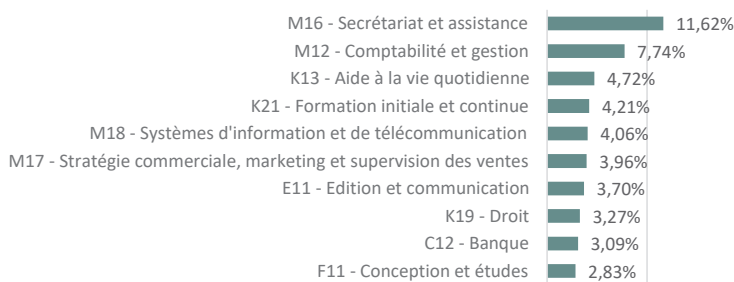 M16 - Secrétariat et assistance 11,62%
M12 - Comptabilité et gestion 7,74%
K13 - Aide à la vie quotidienne 4,72%
K21 - Formation initiale et continue 4,21%
M18 - Systèmes d'information et de télécommunication 4,06%
M17 - Stratégie commerciale, marketing et supervision des ventes 3,96%
E11 - Edition et communication 3,70%
K19 - Droit 3,27%
C12 - Banque 3,09%
F11 - Conception et études 2,83%